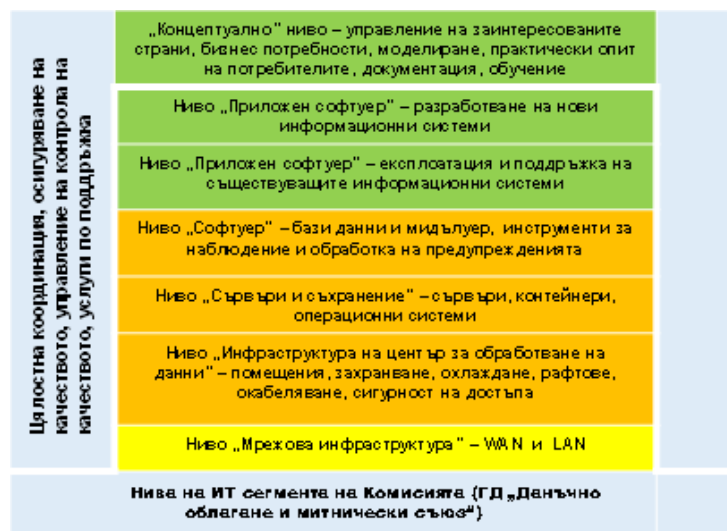 Цялостна координация, осигуряване на
качеството, управление на контрола на
качеството, услуги по поддръжка
„Концептуално" ниво – управление на заинтересованите
страни, бизнес потребности, моделиране, практически опит
на потребителите, документация, обучение
Ниво „Приложен софтуер" – разработване на нови
информационни системи
Ниво „Приложен софтуер" – експлоатация и поддръжка на
съществуващите информационни системи
Ниво „Софтуер" – бази данни и мидълуер, инструменти за
наблюдение и обработка на предупрежденията
Ниво „Сървъри и съхранение" – сървъри, контейнери,
операционни системи
Ниво „Инфраструктура на център за обработване на
данни" – помещения, захранване, охлаждане, рафтове,
окабеляване, сигурност на достъпа
Ниво „Мрежова инфраструктура" – WAN и LAN
Нива на ИТ сегмента на Комисията (ГД „Данъчно
облагане и митнически съюз")